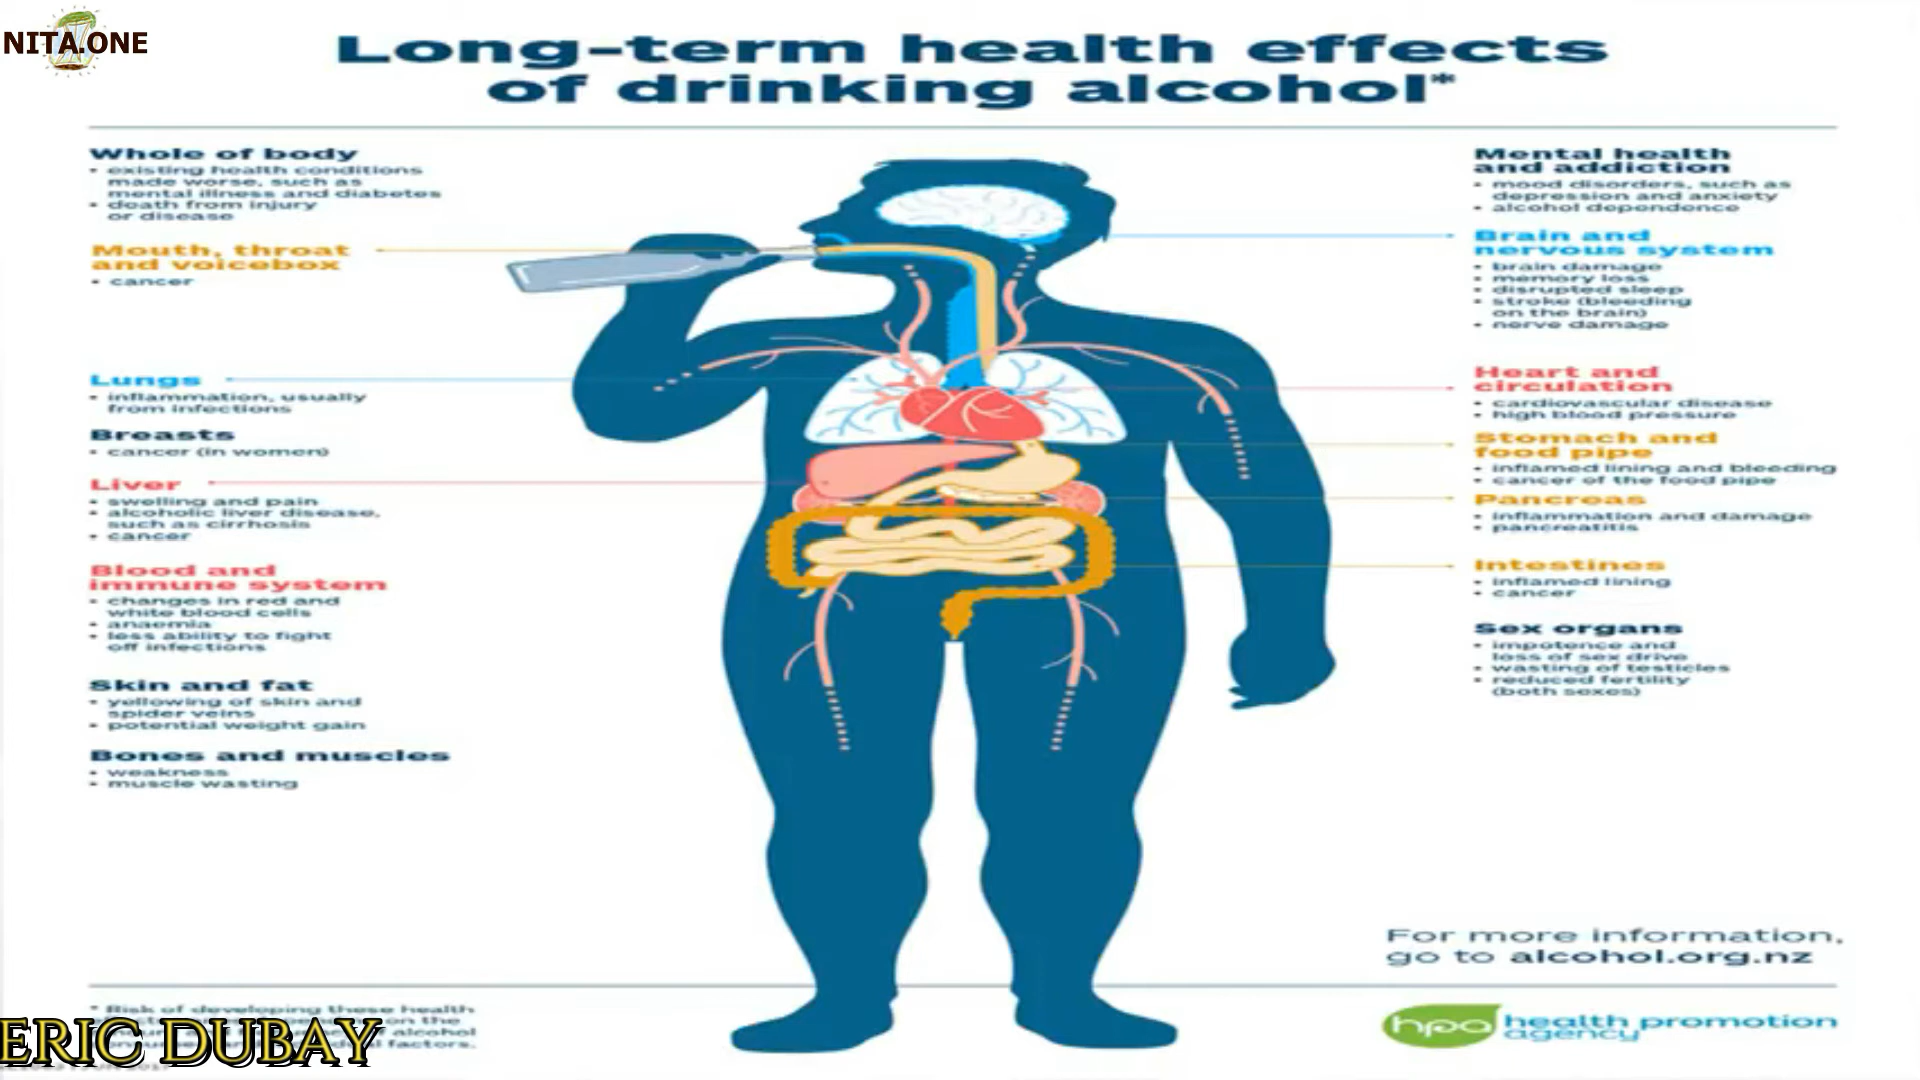 NITA.ONE
Long-term health effects
of drinking alcohol*
Whole of body
• existing health conditions
made worse, such as
mental illness and diabetes
• death from injury
or disease
Mouth, throat
and voicebox
• cancer
Lungs
• inflammation, usually
from infections
Breasts
• cancer (in women)
Liver
• swelling and pain
• alcoholic liver disease,
such as cirrhosis
• cancer
Blood and
immune system
• changes in red and
white blood cells
• anaemia
• less ability to fight
off infections
Skin and fat
• yellowing of skin and
spider veins
• potential weight gain
Bones and muscles
• weakness
• muscle wasting
Mental health
and addiction
• mood disorders, such as
depression and anxiety
• alcohol dependence
Brain and
nervous system
• brain damage
• memory loss
• disrupted sleep
• stroke (bleeding
on the brain)
• nerve damage
Heart and
circulation
• cardiovascular disease
• high blood pressure
Stomach and
food pipe
• inflamed lining and bleeding
• cancer of the food pipe
Pancreas
• inflammation and damage
• pancreatitis
Intestines
• inflamed lining
• cancer
Sex organs
• impotence and
loss of sex drive
• wasting of testicles
• reduced fertility
(both sexes)
For more information,
go to alcohol.org.nz
hpa health promotion
agency
* Risk of developing these health
on the
alcohol
factors.
ERIC DUBAY